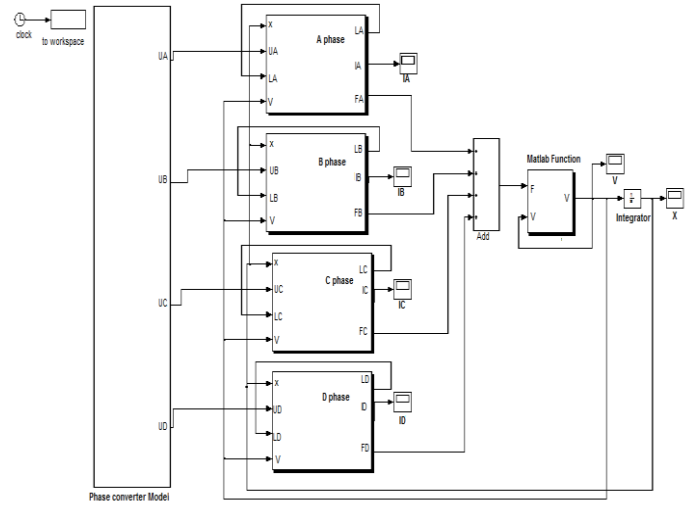 clock
to workspace
UA
UB
UC
UD
Phase converter Model
A phase
x
UA
LA
V
LA
IA
FA
IA
B phase
x
UB
LB
V
LB
IB
FB
IB
C phase
x
UC
LC
V
LC
IC
FC
IC
D phase
x
UD
LD
V
LD
ID
FD
ID
Add
Matlab Function
F
V
V
V
Integrator
X